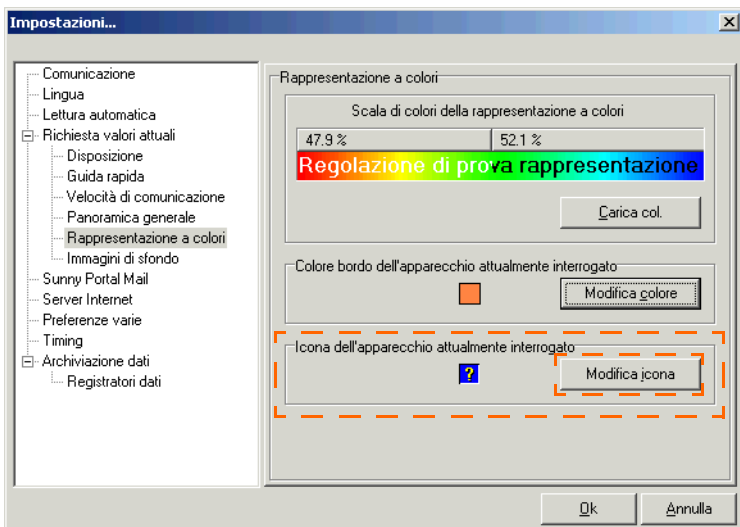 Impostazioni...
Comunicazione
Lingua
Lettura automatica
Richiesta valori attuali
Disposizione
Guida rapida
Velocità di comunicazione
Panoramica generale
Rappresentazione a colori
Immagini di sfondo
Sunny Portal Mail
Server Internet
Preferenze varie
Timing
Archiviazione dati
Registratori dati
Rappresentazione a colori
Scala di colori della rappresentazione a colori
47.9 % 52.1 %
Regolazione di prova rappresentazione
Carica col.
Colore bordo dell'apparecchio attualmente interrogato
Modifica colore
Icona dell'apparecchio attualmente interrogato
? Modifica icona
Ok Annulla